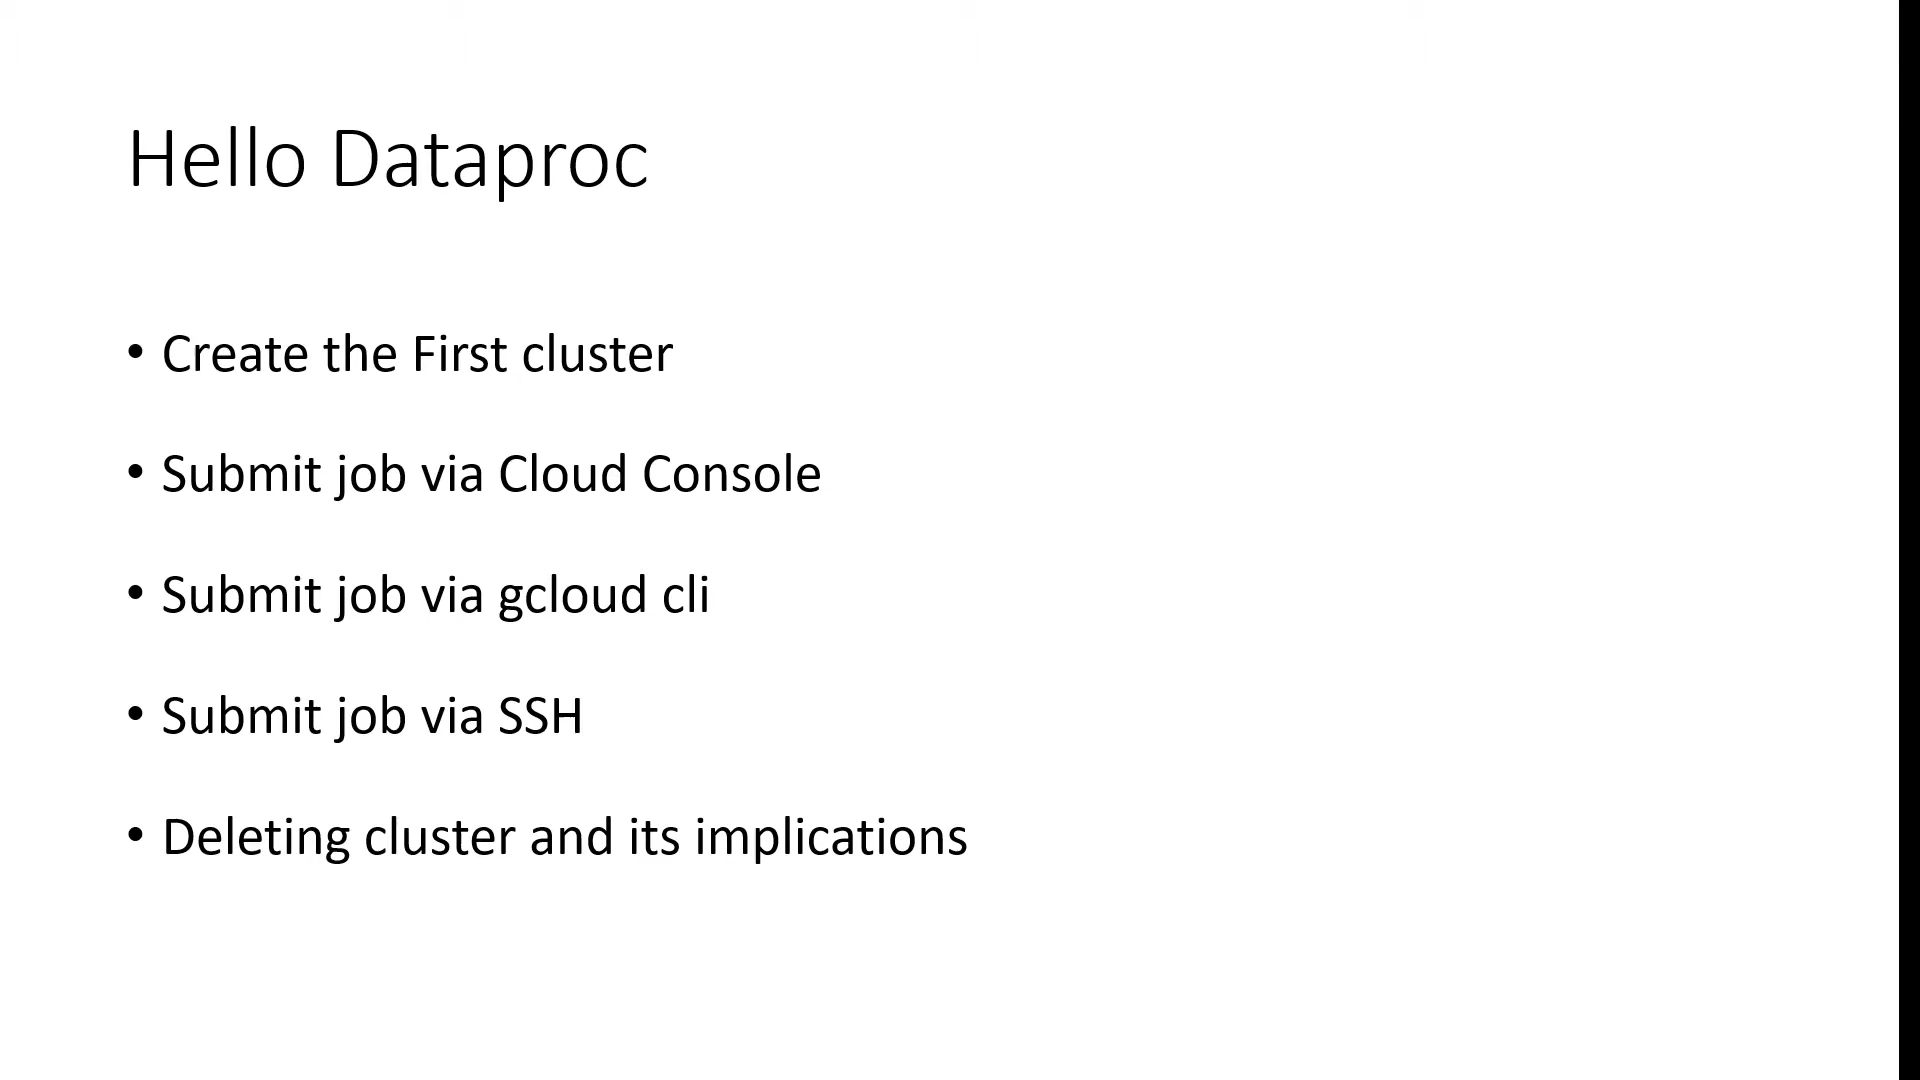 Hello Dataproc
• Create the First cluster
• Submit job via Cloud Console
• Submit job via gcloud cli
• Submit job via SSH
• Deleting cluster and its implications